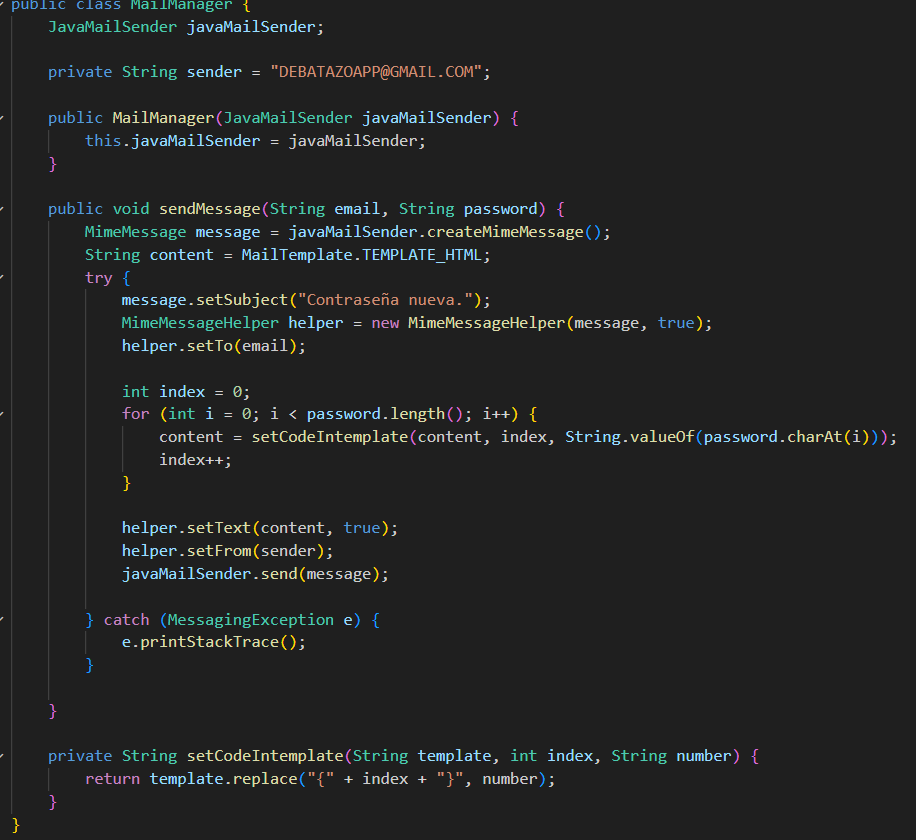 public class MailManager {
    JavaMailSender javaMailSender;

    private String sender = "DEBATAZOAPP@GMAIL.COM";

    public MailManager(JavaMailSender javaMailSender) {
        this.javaMailSender = javaMailSender;
    }

    public void sendMessage(String email, String password) {
        MimeMessage message = javaMailSender.createMimeMessage();
        String content = MailTemplate.TEMPLATE_HTML;
        try {
            message.setSubject("Contraseña nueva.");
            MimeMessageHelper helper = new MimeMessageHelper(message, true);
            helper.setTo(email);

            int index = 0;
            for (int i = 0; i < password.length(); i++) {
                content = setCodeIntemplate(content, index, String.valueOf(password.charAt(i)));
                index++;
            }

            helper.setText(content, true);
            helper.setFrom(sender);
            javaMailSender.send(message);

        } catch (MessagingException e) {
            e.printStackTrace();
        }

    }

    private String setCodeIntemplate(String template, int index, String number) {
        return template.replace("{" + index + "}", number);
    }
}